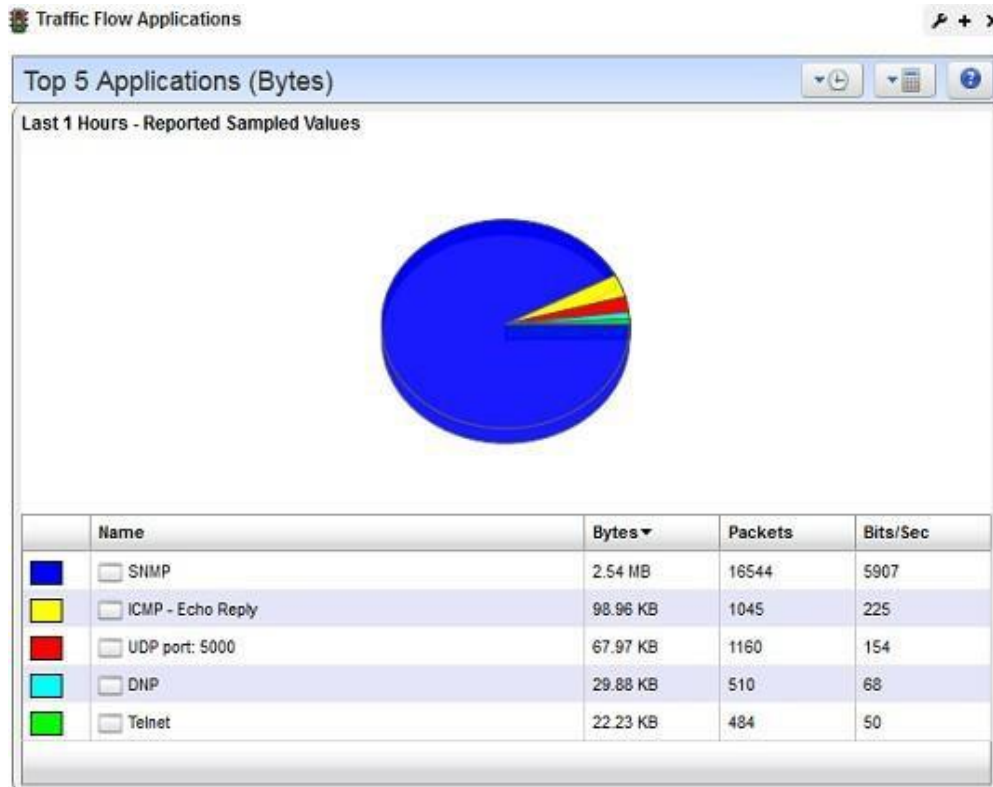 Traffic Flow Applications
Top 5 Applications (Bytes)
Last 1 Hours - Reported Sampled Values
Name Bytes Packets Bits/Sec
SNMP 2.54 MB 16544 5907
ICMP - Echo Reply 98.96 KB 1045 225
UDP port: 5000 67.97 KB 1160 154
DNP 29.88 KB 510 68
Telnet 22.23 KB 484 50